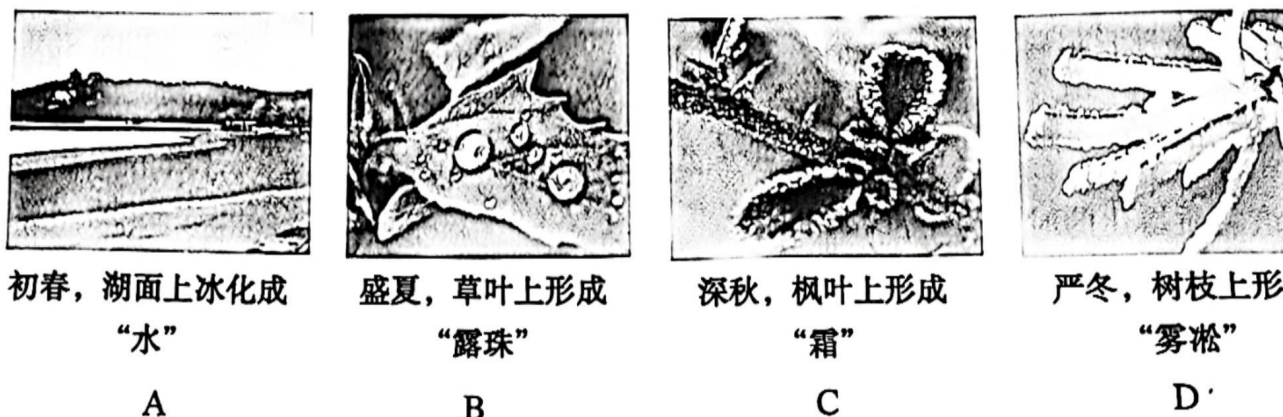 初春，湖面上冰化成
“水”
A
盛夏，草叶上形成
“露珠”
B
深秋，枫叶上形成
“霜”
C
严冬，树枝上形
“雾凇”
D